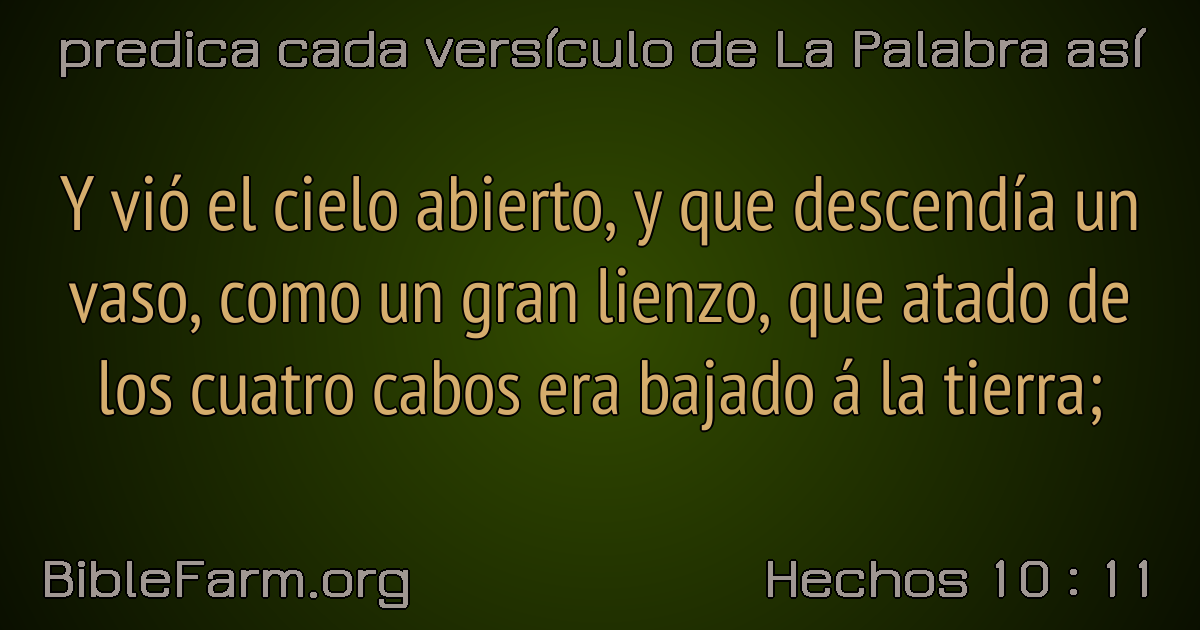 predica cada versículo de La Palabra así
Y vió el cielo abierto, y que descendía un
vaso, como un gran lienzo, que atado de
los cuatro cabos era bajado á la tierra;
BibleFarm.org
Hechos 10 : 11